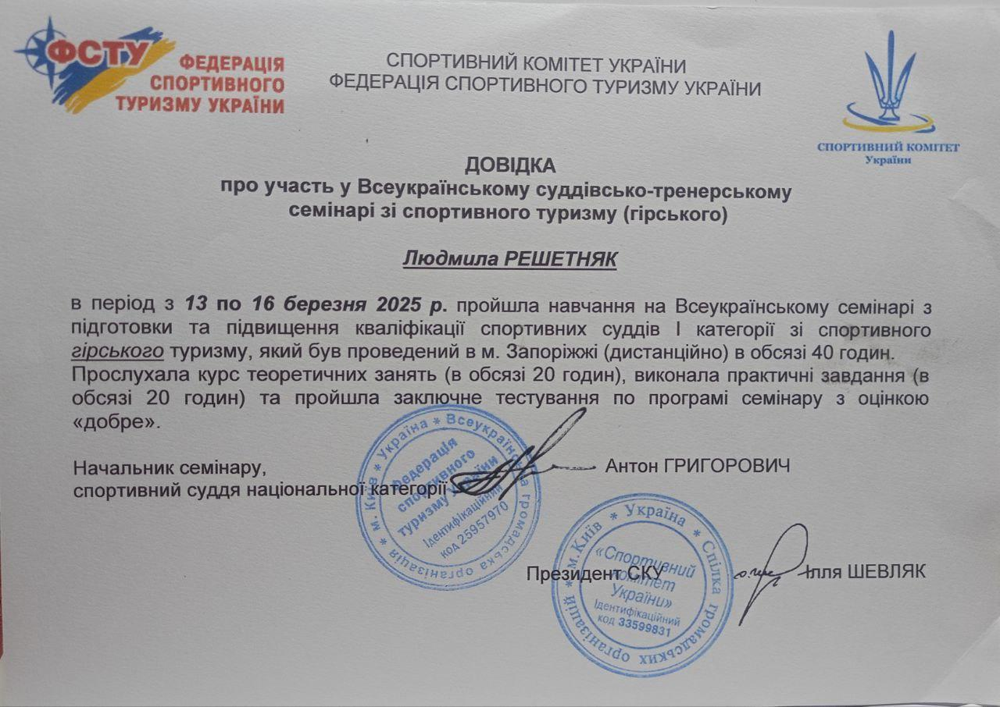 ФСТУ
ФЕДЕРАЦІЯ
СПОРТИВНОГО
ТУРИЗМУ УКРАЇНИ
СПОРТИВНИЙ КОМІТЕТ УКРАЇНИ
ФЕДЕРАЦІЯ СПОРТИВНОГО ТУРИЗМУ УКРАЇНИ
СПОРТИВНИЙ КОМІТЕТ
України
ДОВІДКА
про участь у Всеукраїнському суддівсько-тренерському
семінарі зі спортивного туризму (гірського)
Людмила РЕШЕТНЯК
в період з 13 по 16 березня 2025 р. пройшла навчання на Всеукраїнському семінарі з
підготовки та підвищення кваліфікації спортивних суддів І категорії зі спортивного
гірського туризму, який був проведений в м. Запоріжжі (дистанційно) в обсязі 40 годин.
Прослухала курс теоретичних занять (в обсязі 20 годин), виконала практичні завдання (в
обсязі 20 годин) та пройшла заключне тестування по програмі семінару з оцінкою
«добре».
Начальник семінару,
спортивний суддя національної категорії
Антон ГРИГОРОВИЧ
м. Київ * Україна * Всеукраїнська громадська організація *
Федерація
спортивного
туризму України
Ідентифікаційний
код 25957970
Президент СКУ
Ілля ШЕВЛЯК
м.Київ * Україна * Спілка громадських організацій *
«Спортивний
комітет
України»
Ідентифікаційний
код 33599831